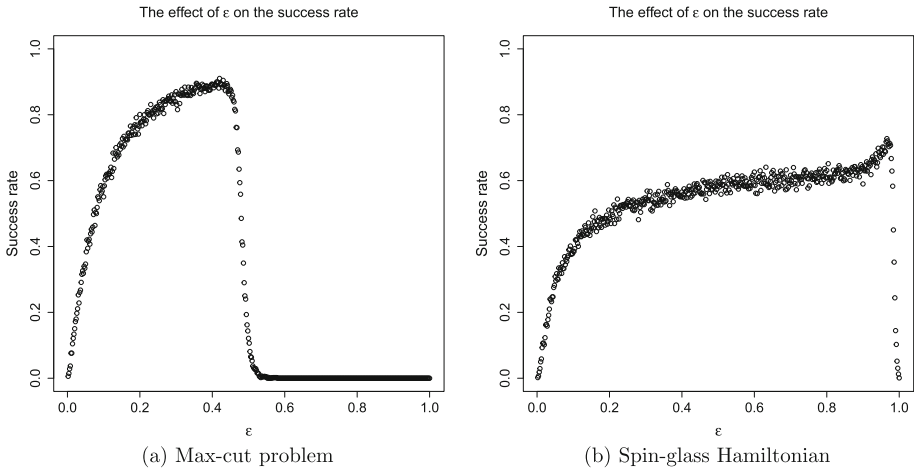 The effect of ε on the success rate
Success rate
1.0
0.8
0.6
0.4
0.2
0.0
0.0 0.2 0.4 0.6 0.8 1.0
ε
(a) Max-cut problem
The effect of ε on the success rate
Success rate
1.0
0.8
0.6
0.4
0.2
0.0
0.0 0.2 0.4 0.6 0.8 1.0
ε
(b) Spin-glass Hamiltonian